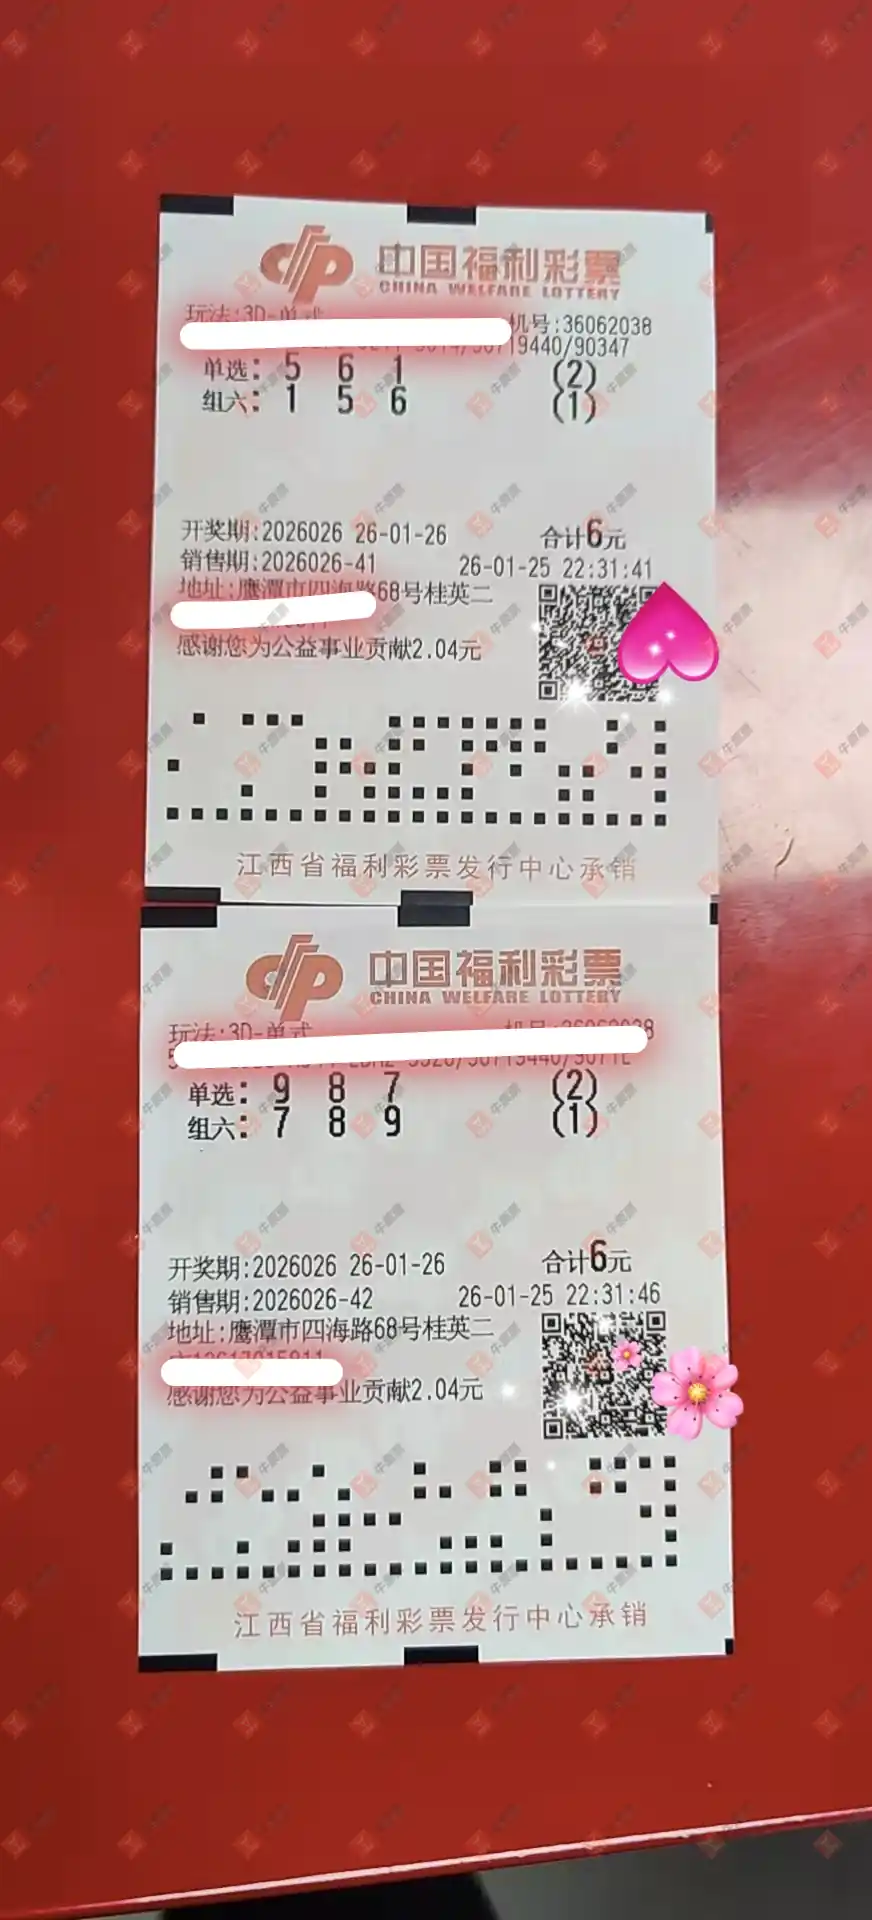 中国福利彩票
CHINA WELFARE LOTTERY
玩法:3D-单式 机号:36062038
19440/90347
单选: 5 6 1 (2)
组六: 1 5 6 (1)
开奖期:2026026 26-01-26 合计6元
销售期:2026026-41 26-01-25 22:31:41
地址:鹰潭市四海路68号桂英二
感谢您为公益事业贡献2.04元
江西省福利彩票发行中心承销
中国福利彩票
CHINA WELFARE LOTTERY
玩法:3D-单式 机号:36062038
单选: 9 8 7 (2)
组六: 7 8 9 (1)
开奖期:2026026 26-01-26 合计6元
销售期:2026026-42 26-01-25 22:31:46
地址:鹰潭市四海路68号桂英二
感谢您为公益事业贡献2.04元
江西省福利彩票发行中心承销